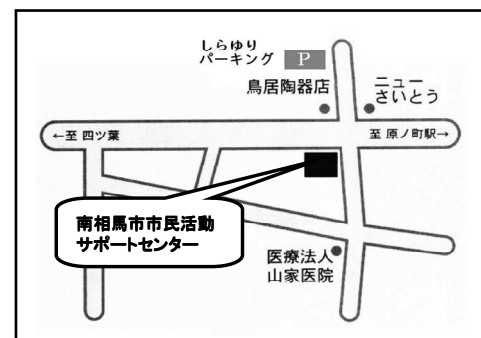 しらゆり
パーキング P
鳥居陶器店
ニュー
さいとう
←至 四ツ葉
至 原ノ町駅→
南相馬市市民活動
サポートセンター
医療法人
山家医院